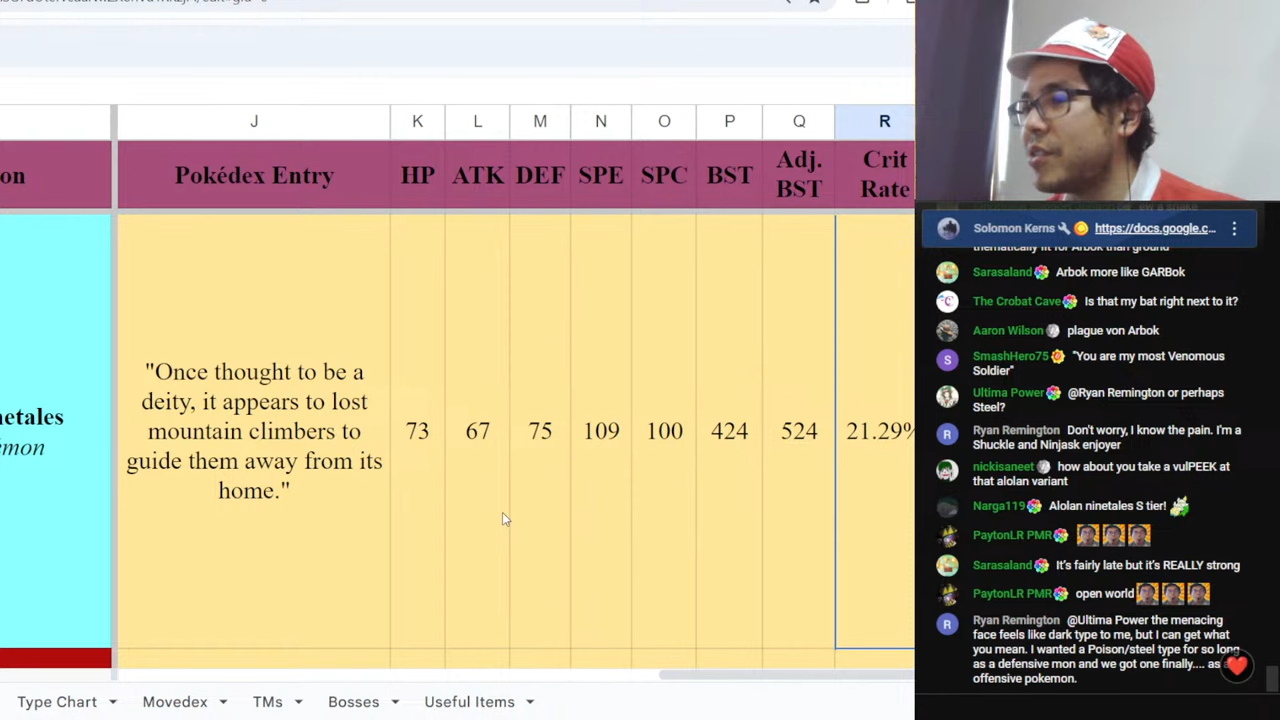 J K L M N O P Q R
on Pokédex Entry HP ATK DEF SPE SPC BST Adj. BST Crit Rate
"Once thought to be a
deity, it appears to lost
mountain climbers to
guide them away from its
home."
etales
émon
73 67 75 109 100 424 524 21.29%
Type Chart Movedex TMs Bosses Useful Items
Solomon Kerns https://docs.google.c...
thematically fit for Arbok than ground
Sarasaland Arbok more like GARBok
The Crobat Cave Is that my bat right next to it?
Aaron Wilson plague von Arbok
SmashHero75 "You are my most Venomous
Soldier"
Ultima Power @Ryan Remington or perhaps
Steel?
Ryan Remington Don't worry, I know the pain. I'm a
Shuckle and Ninjask enjoyer
nickisaneet how about you take a vulPEEK at
that alolan variant
Narga119 Alolan ninetales S tier!
PaytonLR PMR
Sarasaland It's fairly late but it's REALLY strong
PaytonLR PMR open world
Ryan Remington @Ultima Power the menacing
face feels like dark type to me, but I can get what
you mean. I wanted a Poison/steel type for so long
as a defensive mon and we got one finally.... as a
offensive pokemon.